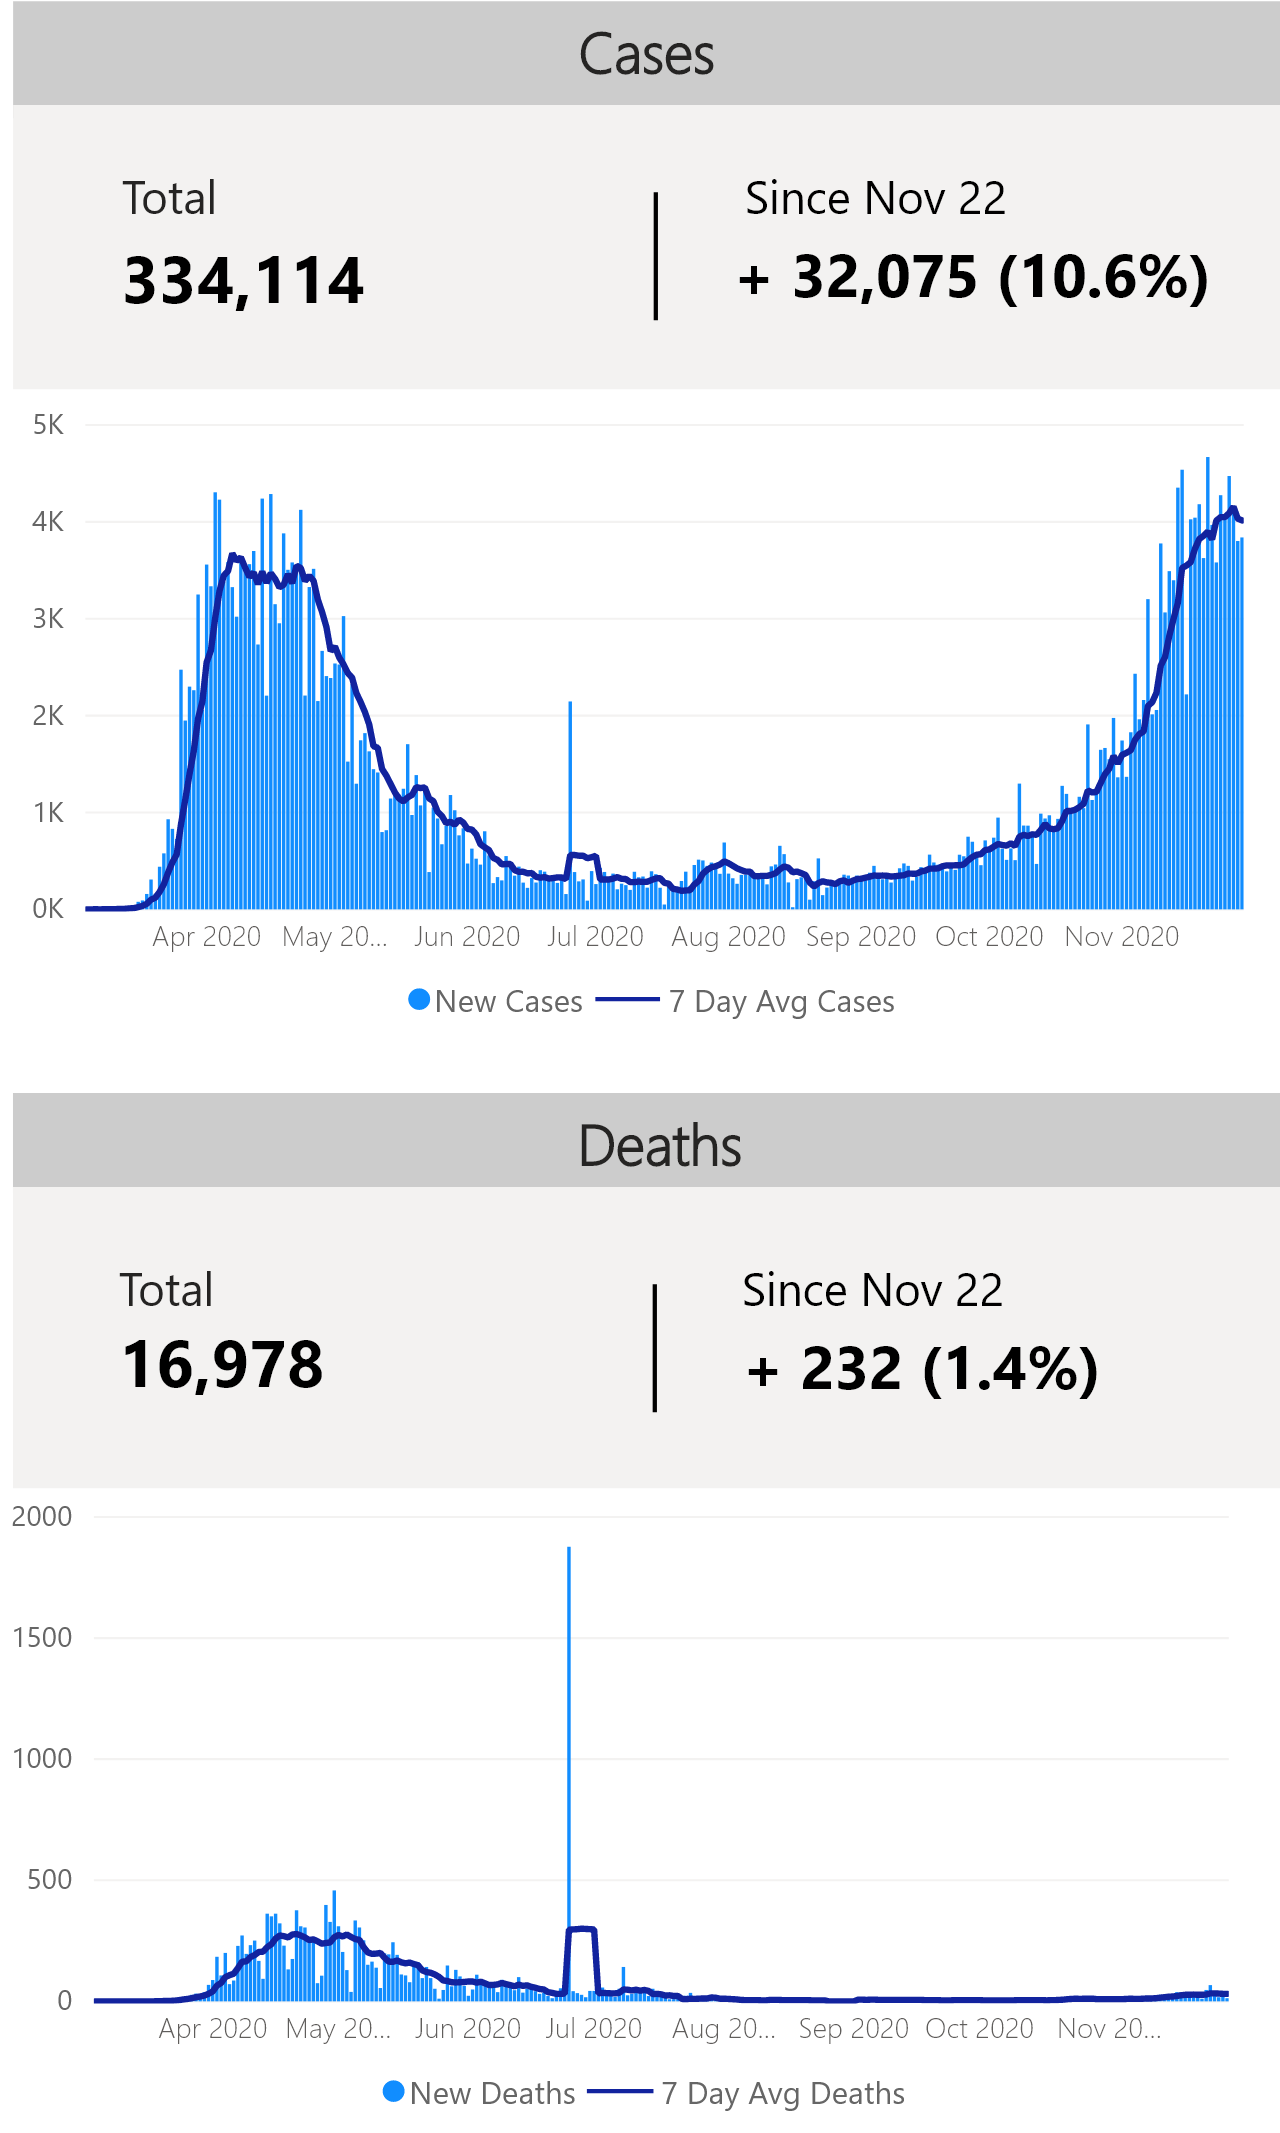 Cases
Total
Since Nov 22
334,114
+ 32,075 (10.6%)
5K
4K
3K
2K
1K
0K
Apr 2020 May 20... Jun 2020 Jul 2020 Aug 2020 Sep 2020 Oct 2020 Nov 2020
New Cases 7 Day Avg Cases
Deaths
Total
Since Nov 22
16,978
+ 232 (1.4%)
2000
1500
1000
500
0
Apr 2020 May 20... Jun 2020 Jul 2020 Aug 20... Sep 2020 Oct 2020 Nov 20...
New Deaths 7 Day Avg Deaths